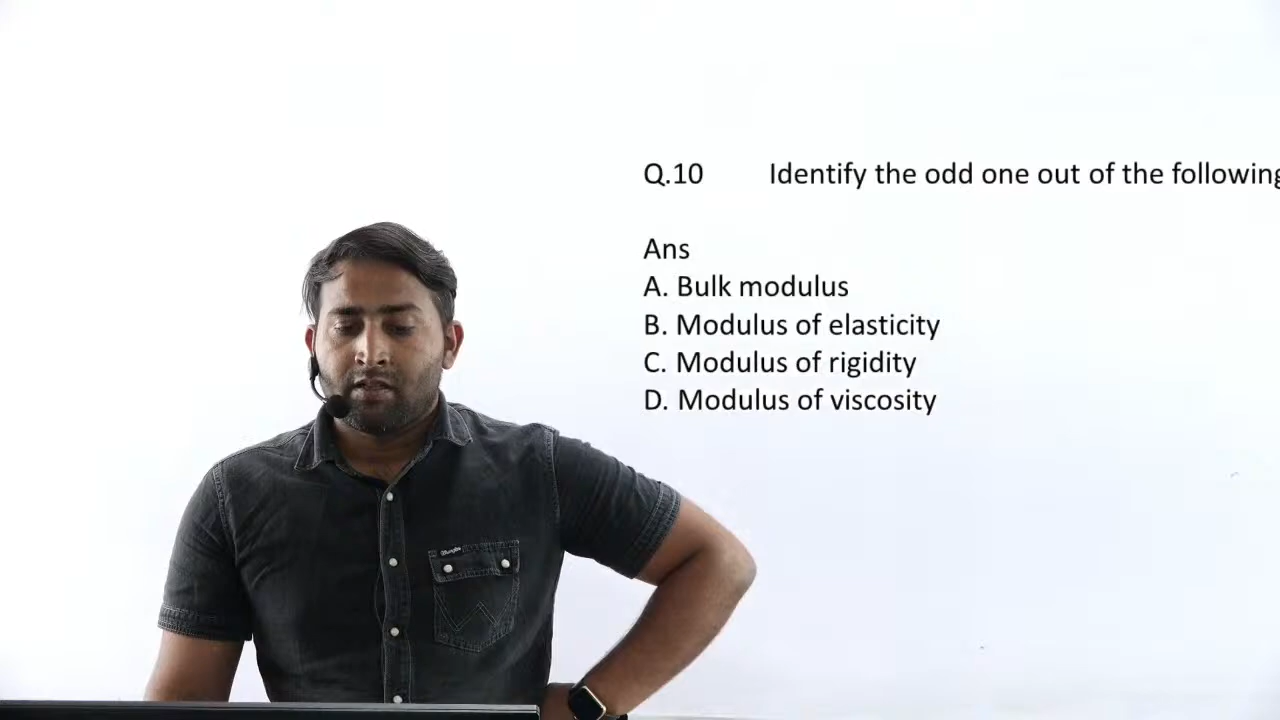 Q.10 Identify the odd one out of the following
Ans
A. Bulk modulus
B. Modulus of elasticity
C. Modulus of rigidity
D. Modulus of viscosity